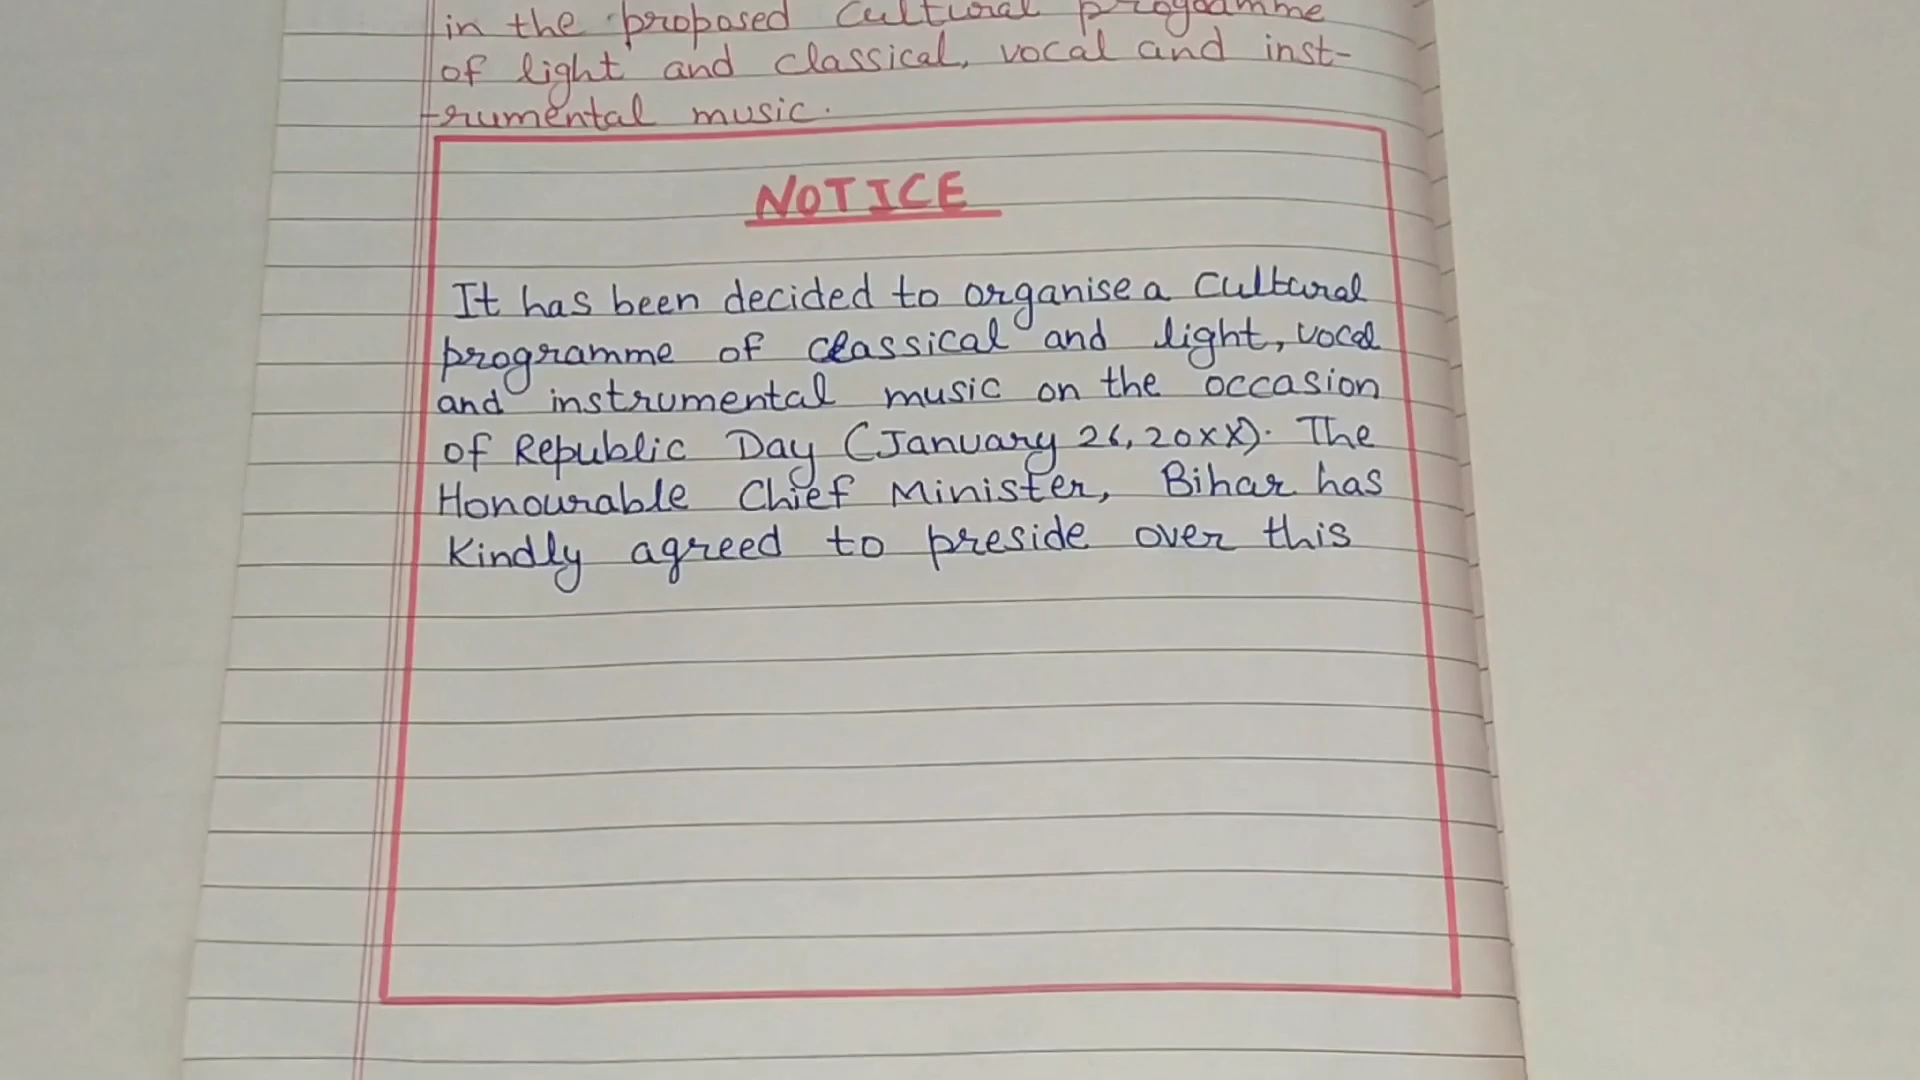 in the proposed Cultural progoamme
of light and classical, vocal and inst-
-rumental music.
NOTICE
It has been decided to organise a Cultural
programme of classical and light, vocal
and instrumental music on the occasion
of Republic Day (January 26, 20XX). The
Honourable Chief Minister, Bihar has
Kindly agreed to preside over this